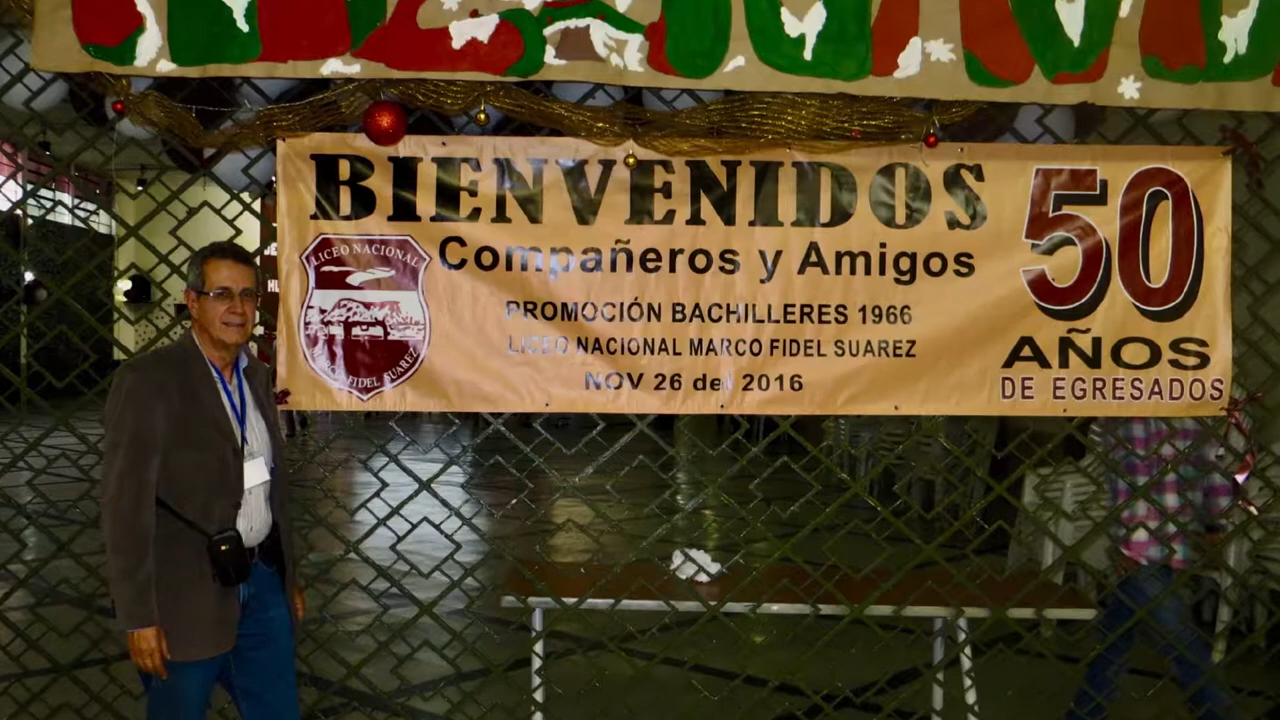 BIENVENIDOS
Compañeros y Amigos
PROMOCIÓN BACHILLERES 1966
LICEO NACIONAL MARCO FIDEL SUAREZ
NOV 26 del 2016
50
AÑOS
DE EGRESADOS
LICEO NACIONAL
MARCO FIDEL SUAREZ